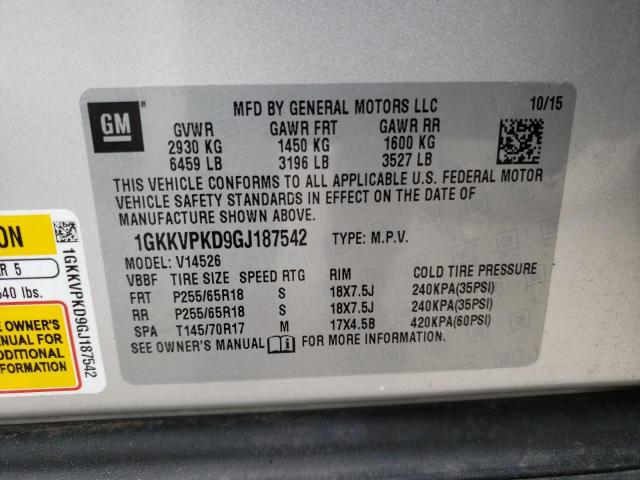 GM
MFD BY GENERAL MOTORS LLC 10/15
GVWR GAWR FRT GAWR RR
2930 KG 1450 KG 1600 KG
6459 LB 3196 LB 3527 LB
THIS VEHICLE CONFORMS TO ALL APPLICABLE U.S. FEDERAL MOTOR
VEHICLE SAFETY STANDARDS IN EFFECT ON THE DATE OF
MANUFACTURE SHOWN ABOVE.
1GKKVPKD9GJ187542 TYPE: M.P.V.
MODEL: V14526
VBBF TIRE SIZE SPEED RTG RIM COLD TIRE PRESSURE
FRT P255/65R18 S 18X7.5J 240KPA(35PSI)
RR P255/65R18 S 18X7.5J 240KPA(35PSI)
SPA T145/70R17 M 17X4.5B 420KPA(60PSI)
SEE OWNER'S MANUAL FOR MORE INFORMATION.
ON
R 5
640 lbs.
E OWNER'S
NUAL FOR
DDITIONAL
FORMATION
1GKKVPKD9GJ187542